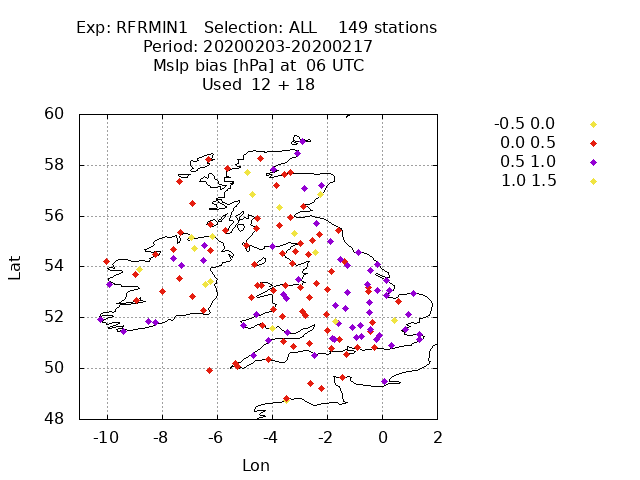 Exp: RFRMIN1 Selection: ALL 149 stations
Period: 20200203-20200217
Mslp bias [hPa] at 06 UTC
Used 12 + 18
-0.5 0.0
0.0 0.5
0.5 1.0
1.0 1.5
60
58
56
54
52
50
48
Lat
-10 -8 -6 -4 -2 0 2
Lon